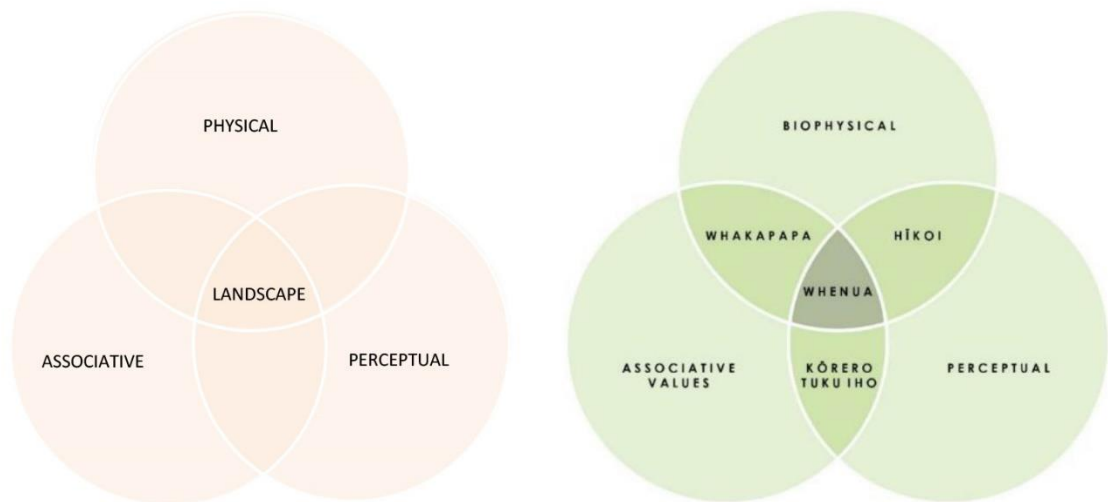 PHYSICAL
LANDSCAPE
ASSOCIATIVE
PERCEPTUAL
BIOPHYSICAL
WHAKAPAPA
HĪKOI
WHENUA
ASSOCIATIVE
VALUES
KŌRERO
TUKU IHO
PERCEPTUAL